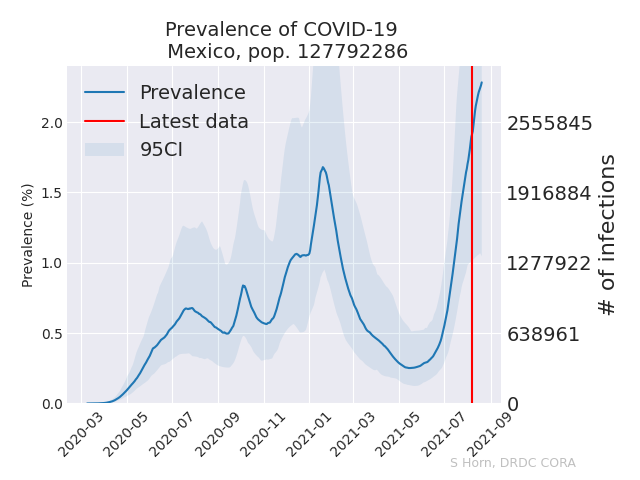 Prevalence of COVID-19
Mexico, pop. 127792286
Prevalence
Latest data
95CI
Prevalence (%)
2.0
1.5
1.0
0.5
0.0
2555845
1916884
1277922
638961
0
# of infections
2020-03
2020-05
2020-07
2020-09
2020-11
2021-01
2021-03
2021-05
2021-07
2021-09
S Horn, DRDC CORA